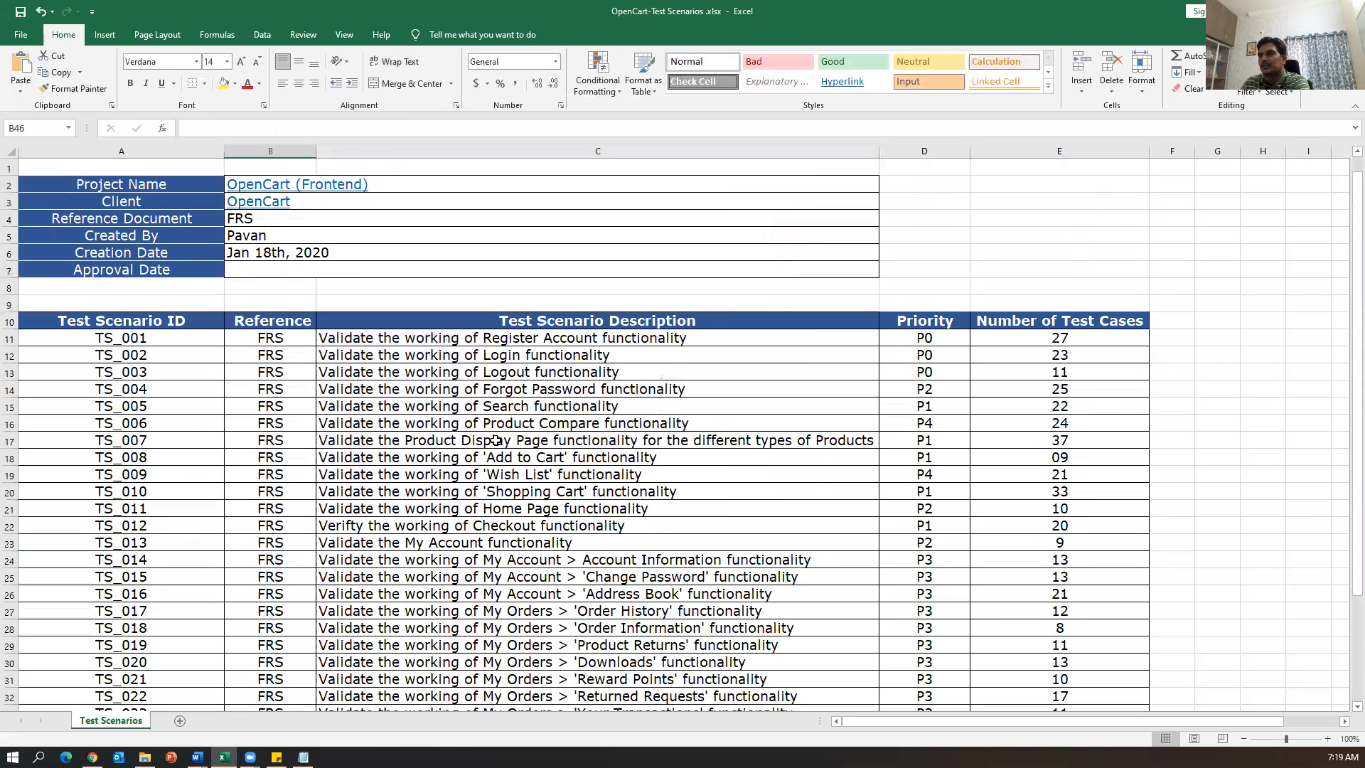 OpenCart-Test Scenarios .xlsx - Excel
File Home Insert Page Layout Formulas Data Review View Help Tell me what you want to do
Paste
Cut
Copy
Format Painter
Clipboard
Verdana 14
B I U
Font
Wrap Text
Merge & Center
Alignment
General
Number
Conditional Formatting
Format as Table
Normal Bad Good Neutral Calculation
Check Cell Explanatory ... Hyperlink Input Linked Cell
Styles
Insert Delete Format
Cells
Fill
Clear
Filter Select
Editing
B46
A B C D E F G H I
1
2 Project Name OpenCart (Frontend)
3 Client OpenCart
4 Reference Document FRS
5 Created By Pavan
6 Creation Date Jan 18th, 2020
7 Approval Date
8
9
10 Test Scenario ID Reference Test Scenario Description Priority Number of Test Cases
11 TS_001 FRS Validate the working of Register Account functionality P0 27
12 TS_002 FRS Validate the working of Login functionality P0 23
13 TS_003 FRS Validate the working of Logout functionality P0 11
14 TS_004 FRS Validate the working of Forgot Password functionality P2 25
15 TS_005 FRS Validate the working of Search functionality P1 22
16 TS_006 FRS Validate the working of Product Compare functionality P4 24
17 TS_007 FRS Validate the Product Display Page functionality for the different types of Products P1 37
18 TS_008 FRS Validate the working of 'Add to Cart' functionality P1 09
19 TS_009 FRS Validate the working of 'Wish List' functionality P4 21
20 TS_010 FRS Validate the working of 'Shopping Cart' functionality P1 33
21 TS_011 FRS Validate the working of Home Page functionality P2 10
22 TS_012 FRS Verifty the working of Checkout functionality P1 20
23 TS_013 FRS Validate the My Account functionality P2 9
24 TS_014 FRS Validate the working of My Account > Account Information functionality P3 13
25 TS_015 FRS Validate the working of My Account > 'Change Password' functionality P3 13
26 TS_016 FRS Validate the working of My Account > 'Address Book' functionality P3 21
27 TS_017 FRS Validate the working of My Orders > 'Order History' functionality P3 12
28 TS_018 FRS Validate the working of My Orders > 'Order Information' functionality P3 8
29 TS_019 FRS Validate the working of My Orders > 'Product Returns' functionality P3 11
30 TS_020 FRS Validate the working of My Orders > 'Downloads' functionality P3 13
31 TS_021 FRS Validate the working of My Orders > 'Reward Points' functionality P3 10
32 TS_022 FRS Validate the working of My Orders > 'Returned Requests' functionality P3 17
Test Scenarios
100%
7:19 AM